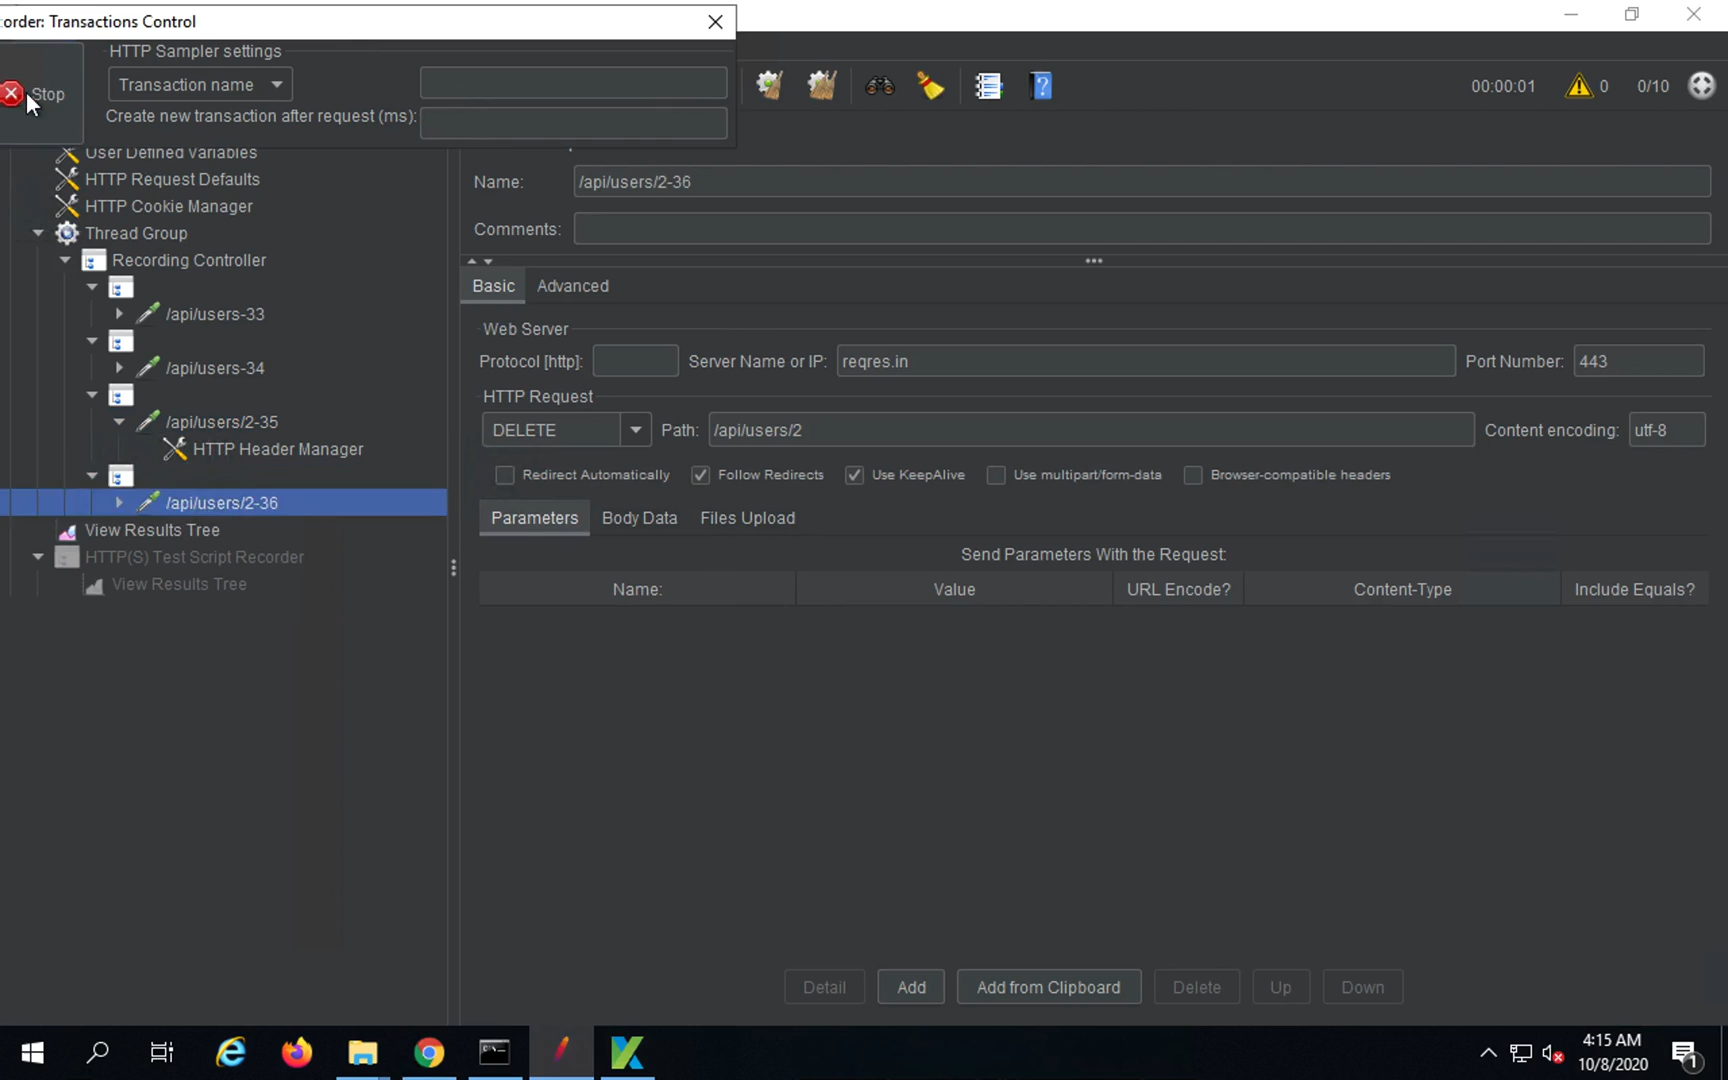 order: Transactions Control
HTTP Sampler settings
Stop
Transaction name
Create new transaction after request (ms):
00:00:01
0
0/10
User Defined Variables
HTTP Request Defaults
HTTP Cookie Manager
Thread Group
Recording Controller
/api/users-33
/api/users-34
/api/users/2-35
HTTP Header Manager
/api/users/2-36
View Results Tree
HTTP(S) Test Script Recorder
View Results Tree
Name: /api/users/2-36
Comments:
Basic Advanced
Web Server
Protocol [http]: Server Name or IP: reqres.in Port Number: 443
HTTP Request
DELETE Path: /api/users/2 Content encoding: utf-8
Redirect Automatically Follow Redirects Use KeepAlive Use multipart/form-data Browser-compatible headers
Parameters Body Data Files Upload
Send Parameters With the Request:
Name: Value URL Encode? Content-Type Include Equals?
Detail Add Add from Clipboard Delete Up Down
4:15 AM
10/8/2020
1